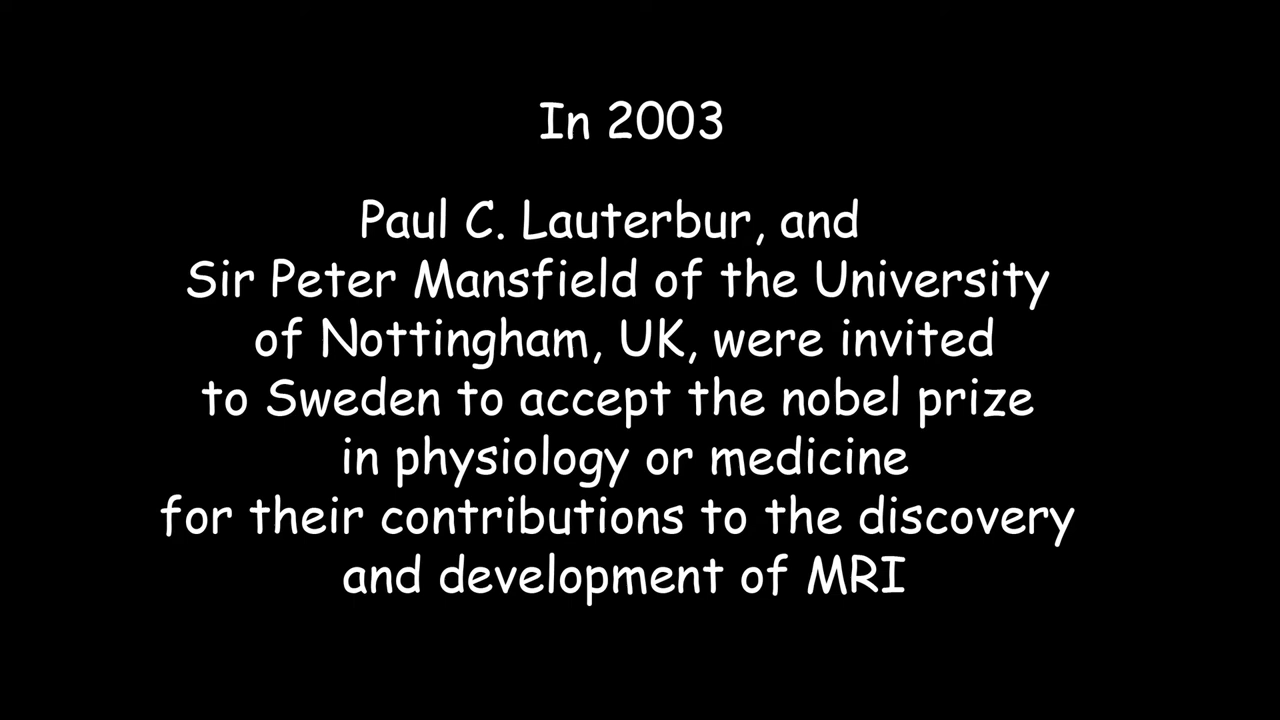 In 2003
Paul C. Lauterbur, and
Sir Peter Mansfield of the University
of Nottingham, UK, were invited
to Sweden to accept the nobel prize
in physiology or medicine
for their contributions to the discovery
and development of MRI